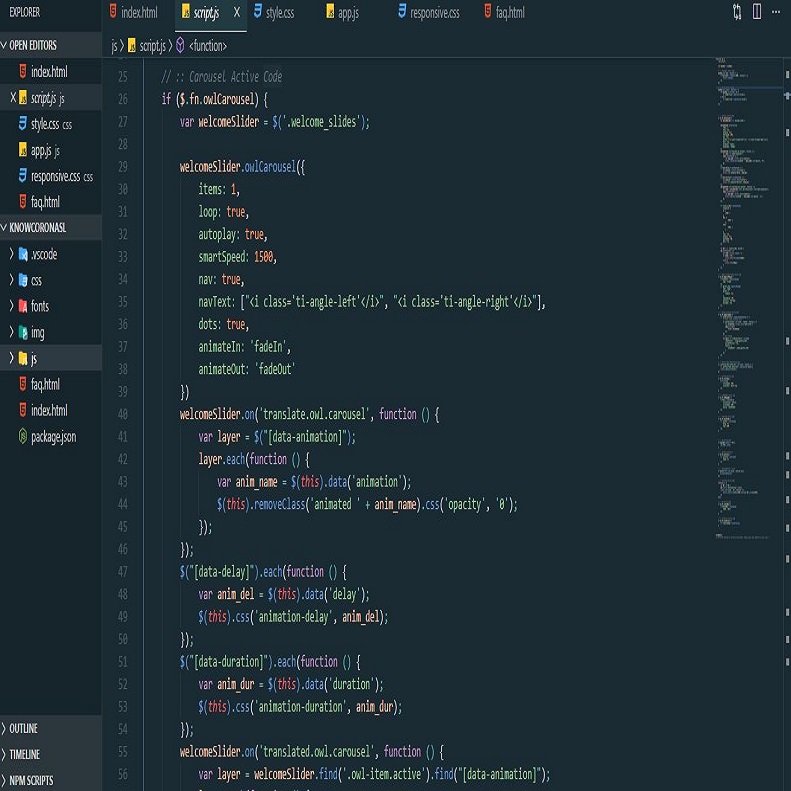 EXPLORER
OPEN EDITORS
index.html
script.js js
style.css css
app.js js
responsive.css css
faq.html
KNOWCORONASL
.vscode
css
fonts
img
js
faq.html
index.html
package.json
OUTLINE
TIMELINE
NPM SCRIPTS
index.html script.js X style.css app.js responsive.css faq.html
js > script.js > <function>
25 // :: Carousel Active Code
26 if ($.fn.owlCarousel) {
27 var welcomeSlider = $('.welcome_slides');
28
29 welcomeSlider.owlCarousel({
30 items: 1,
31 loop: true,
32 autoplay: true,
33 smartSpeed: 1500,
34 nav: true,
35 navText: ["<i class='ti-angle-left'</i>", "<i class='ti-angle-right'</i>"],
36 dots: true,
37 animateIn: 'fadeIn',
38 animateOut: 'fadeOut'
39 })
40 welcomeSlider.on('translate.owl.carousel', function () {
41 var layer = $("[data-animation]");
42 layer.each(function () {
43 var anim_name = $(this).data('animation');
44 $(this).removeClass('animated ' + anim_name).css('opacity', '0');
45 });
46 });
47 $("[data-delay]").each(function () {
48 var anim_del = $(this).data('delay');
49 $(this).css('animation-delay', anim_del);
50 });
51 $("[data-duration]").each(function () {
52 var anim_dur = $(this).data('duration');
53 $(this).css('animation-duration', anim_dur);
54 });
55 welcomeSlider.on('translated.owl.carousel', function () {
56 var layer = welcomeSlider.find('.owl-item.active').find("[data-animation]");